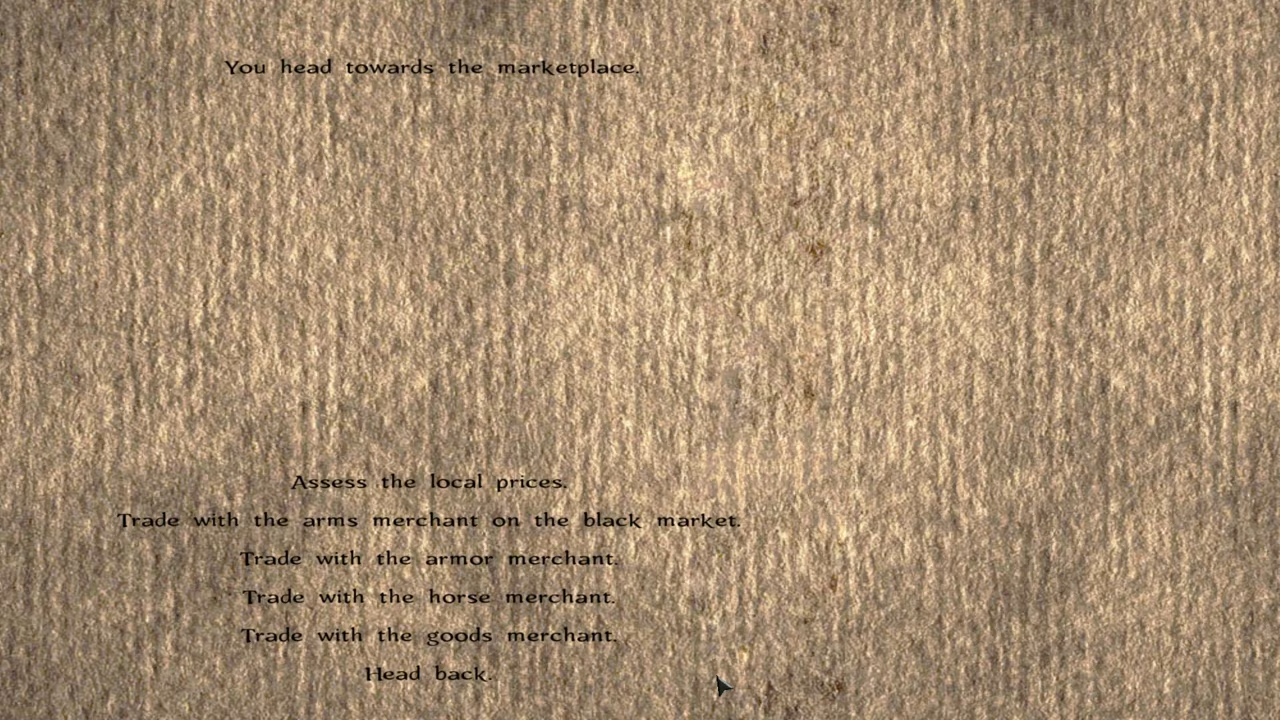 You head towards the marketplace.
Assess the local prices.
Trade with the arms merchant on the black market.
Trade with the armor merchant.
Trade with the horse merchant.
Trade with the goods merchant.
Head back.